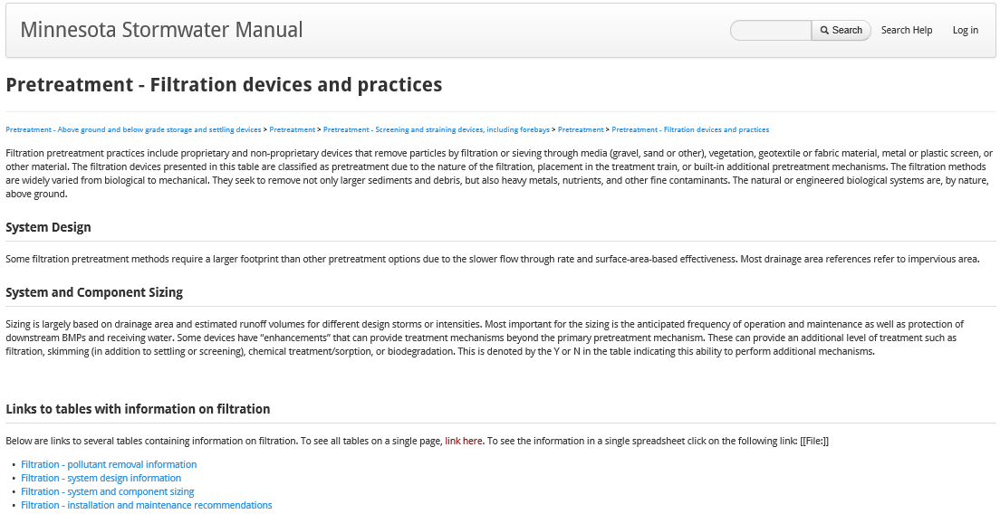 Minnesota Stormwater Manual
Search
Search Help
Log in
Pretreatment - Filtration devices and practices
Pretreatment - Above ground and below grade storage and settling devices > Pretreatment > Pretreatment - Screening and straining devices, including forebays > Pretreatment > Pretreatment - Filtration devices and practices
Filtration pretreatment practices include proprietary and non-proprietary devices that remove particles by filtration or sieving through media (gravel, sand or other), vegetation, geotextile or fabric material, metal or plastic screen, or
other material. The filtration devices presented in this table are classified as pretreatment due to the nature of the filtration, placement in the treatment train, or built-in additional pretreatment mechanisms. The filtration methods
are widely varied from biological to mechanical. They seek to remove not only larger sediments and debris, but also heavy metals, nutrients, and other fine contaminants. The natural or engineered biological systems are, by nature,
above ground.
System Design
Some filtration pretreatment methods require a larger footprint than other pretreatment options due to the slower flow through rate and surface-area-based effectiveness. Most drainage area references refer to impervious area.
System and Component Sizing
Sizing is largely based on drainage area and estimated runoff volumes for different design storms or intensities. Most important for the sizing is the anticipated frequency of operation and maintenance as well as protection of
downstream BMPs and receiving water. Some devices have “enhancements” that can provide treatment mechanisms beyond the primary pretreatment mechanism. These can provide an additional level of treatment such as
filtration, skimming (in addition to settling or screening), chemical treatment/sorption, or biodegradation. This is denoted by the Y or N in the table indicating this ability to perform additional mechanisms.
Links to tables with information on filtration
Below are links to several tables containing information on filtration. To see all tables on a single page, link here. To see the information in a single spreadsheet click on the following link: [[File:]]
• Filtration - pollutant removal information
• Filtration - system design information
• Filtration - system and component sizing
• Filtration - installation and maintenance recommendations